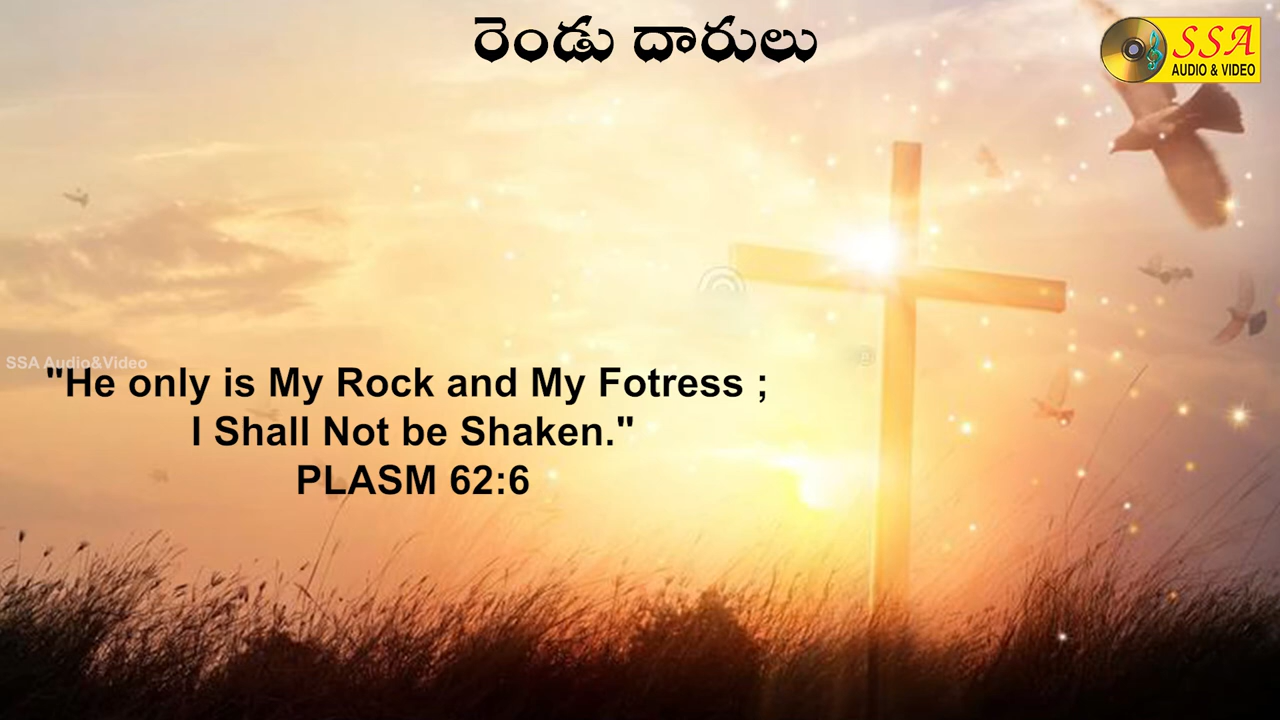 రెండు దారులు
SSA
AUDIO & VIDEO
SSA Audio&Video
"He only is My Rock and My Fotress ;
I Shall Not be Shaken."
PLASM 62:6